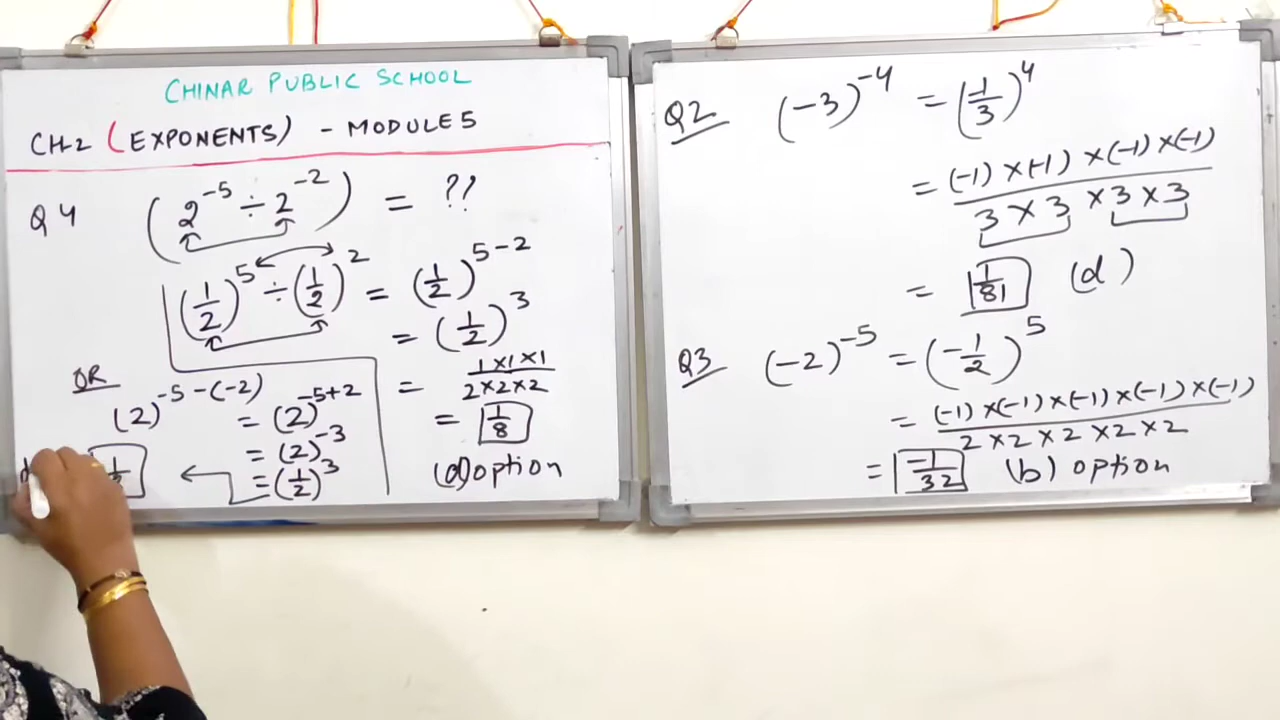 CHINAR PUBLIC SCHOOL
CH-2 (EXPONENTS) - MODULE 5
Q4 (2^-5 ÷ 2^-2) = ??
(1/2)^5 ÷ (1/2)^2 = (1/2)^5-2
= (1/2)^3
= 1×1×1 / 2×2×2
= 1/8
(d) option
OR
(2)^-5-(-2) = (2)^-5+2
= (2)^-3
= (1/2)^3
Q2 (-3)^-4 = (1/3)^4
= (-1) × (-1) × (-1) × (-1) / 3 × 3 × 3 × 3
= 1/81 (d)
Q3 (-2)^-5 = (-1/2)^5
= (-1) × (-1) × (-1) × (-1) × (-1) / 2 × 2 × 2 × 2 × 2
= -1/32 (b) option